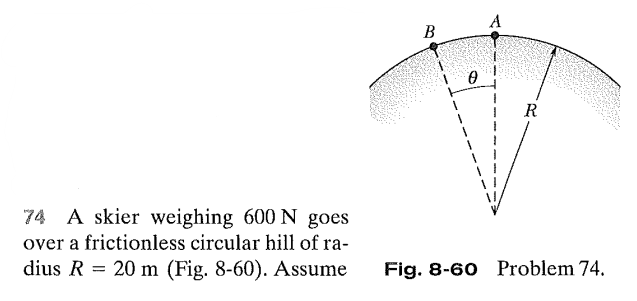 A
B
θ
R
74 A skier weighing 600 N goes
over a frictionless circular hill of ra-
dius R = 20 m (Fig. 8-60). Assume
Fig. 8-60 Problem 74.